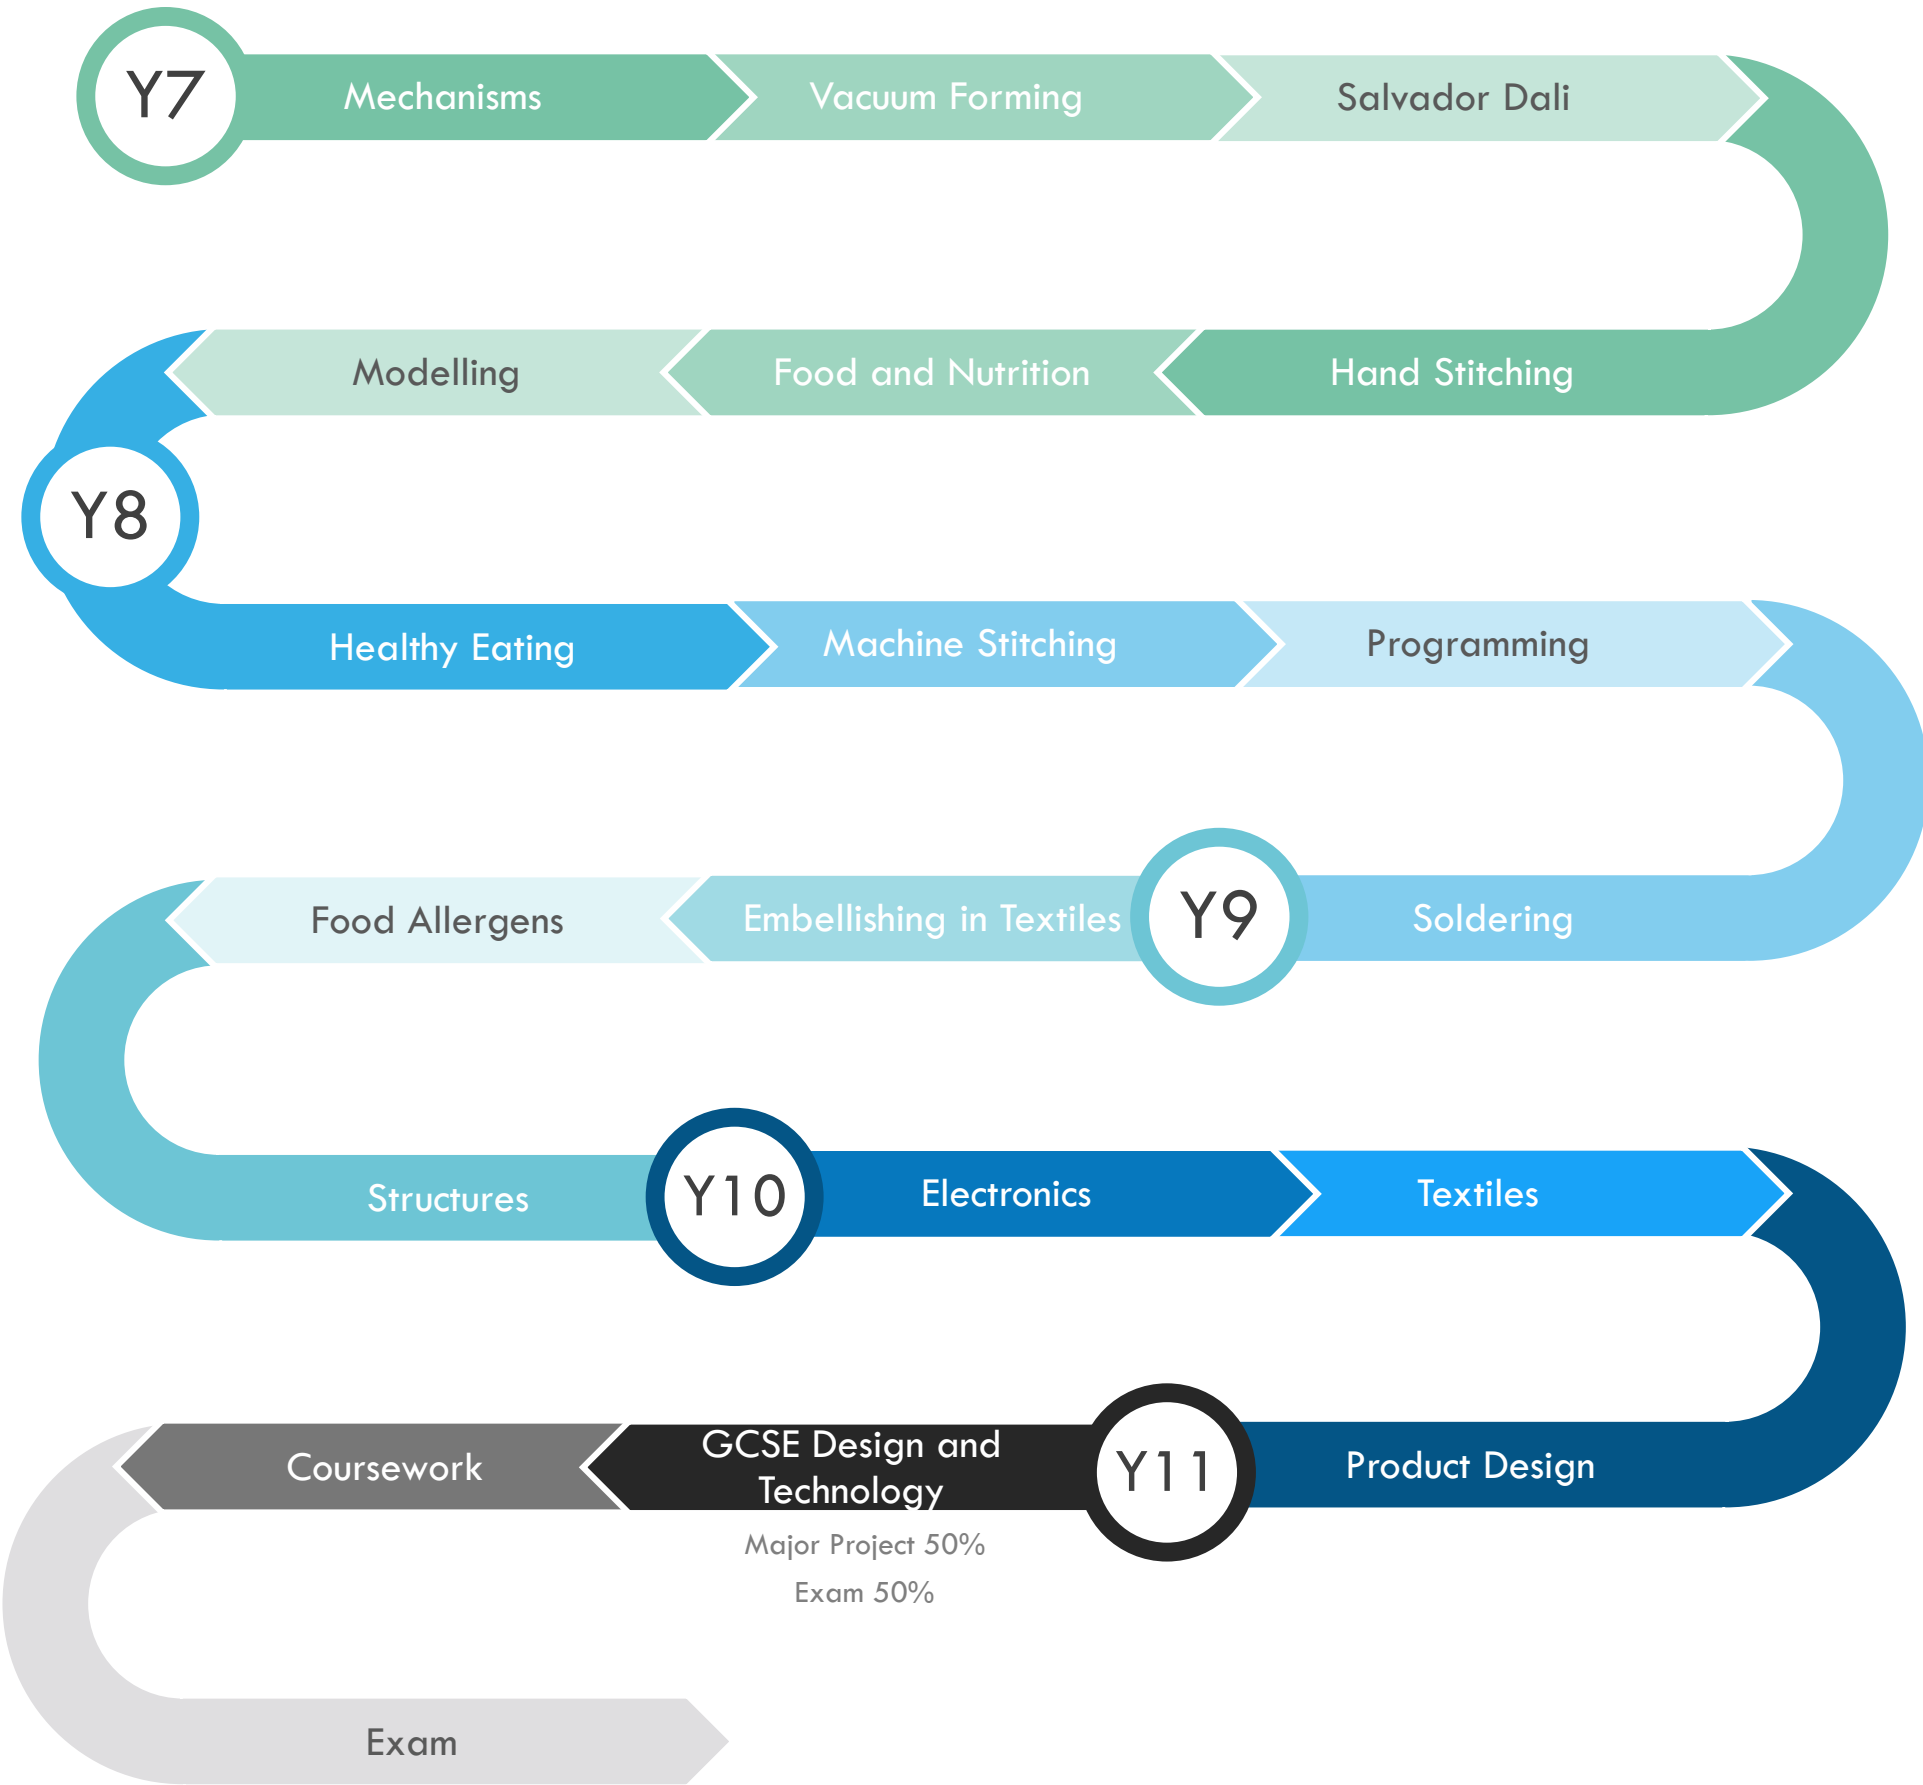 Y7
Mechanisms
Vacuum Forming
Salvador Dali
Hand Stitching
Food and Nutrition
Modelling
Y8
Healthy Eating
Machine Stitching
Programming
Soldering
Y9
Embellishing in Textiles
Food Allergens
Structures
Y10
Electronics
Textiles
Product Design
Y11
GCSE Design and
Technology
Major Project 50%
Exam 50%
Coursework
Exam